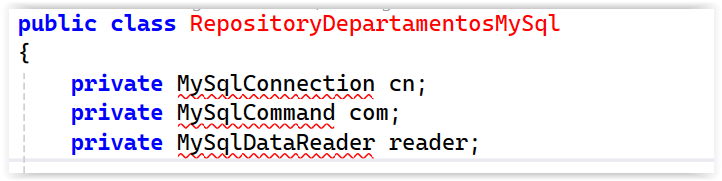 public class RepositoryDepartamentosMySql
{
private MySqlConnection cn;
private MySqlCommand com;
private MySqlDataReader reader;